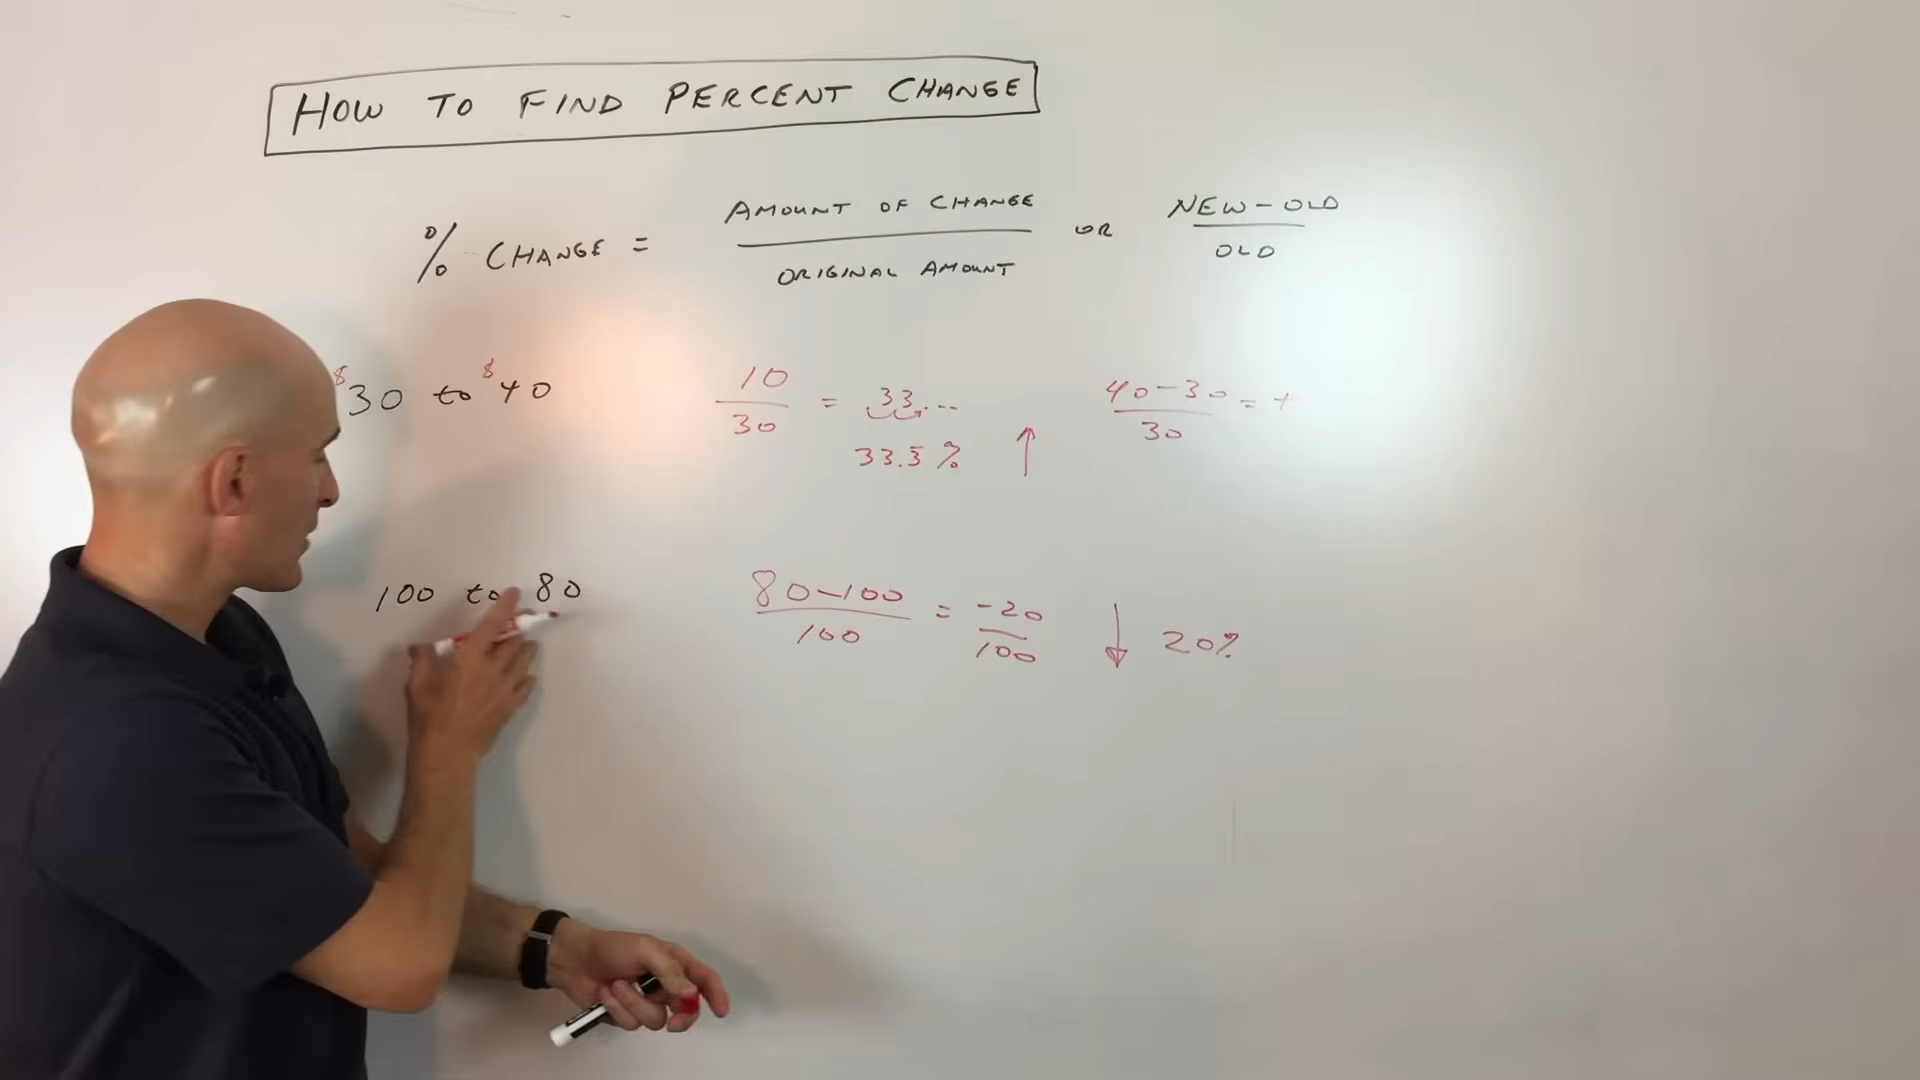 HOW TO FIND PERCENT CHANGE
% CHANGE = AMOUNT OF CHANGE / ORIGINAL AMOUNT OR NEW-OLD / OLD
$30 to $40
10 / 30 = .33...
33.3 %
↑
40-30 / 30 = +
100 to 80
80-100 / 100 = -20 / 100 ↓ 20%